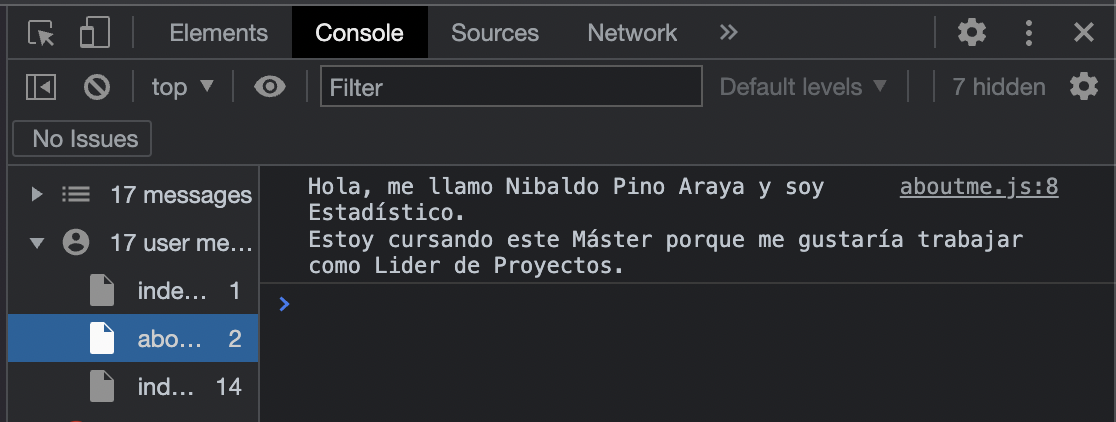 Elements Console Sources Network »
top ▼ Filter Default levels ▼ 7 hidden
No Issues
17 messages
17 user me…
inde… 1
abo… 2
ind… 14
Hola, me llamo Nibaldo Pino Araya y soy aboutme.js:8
Estadístico.
Estoy cursando este Máster porque me gustaría trabajar
como Lider de Proyectos.